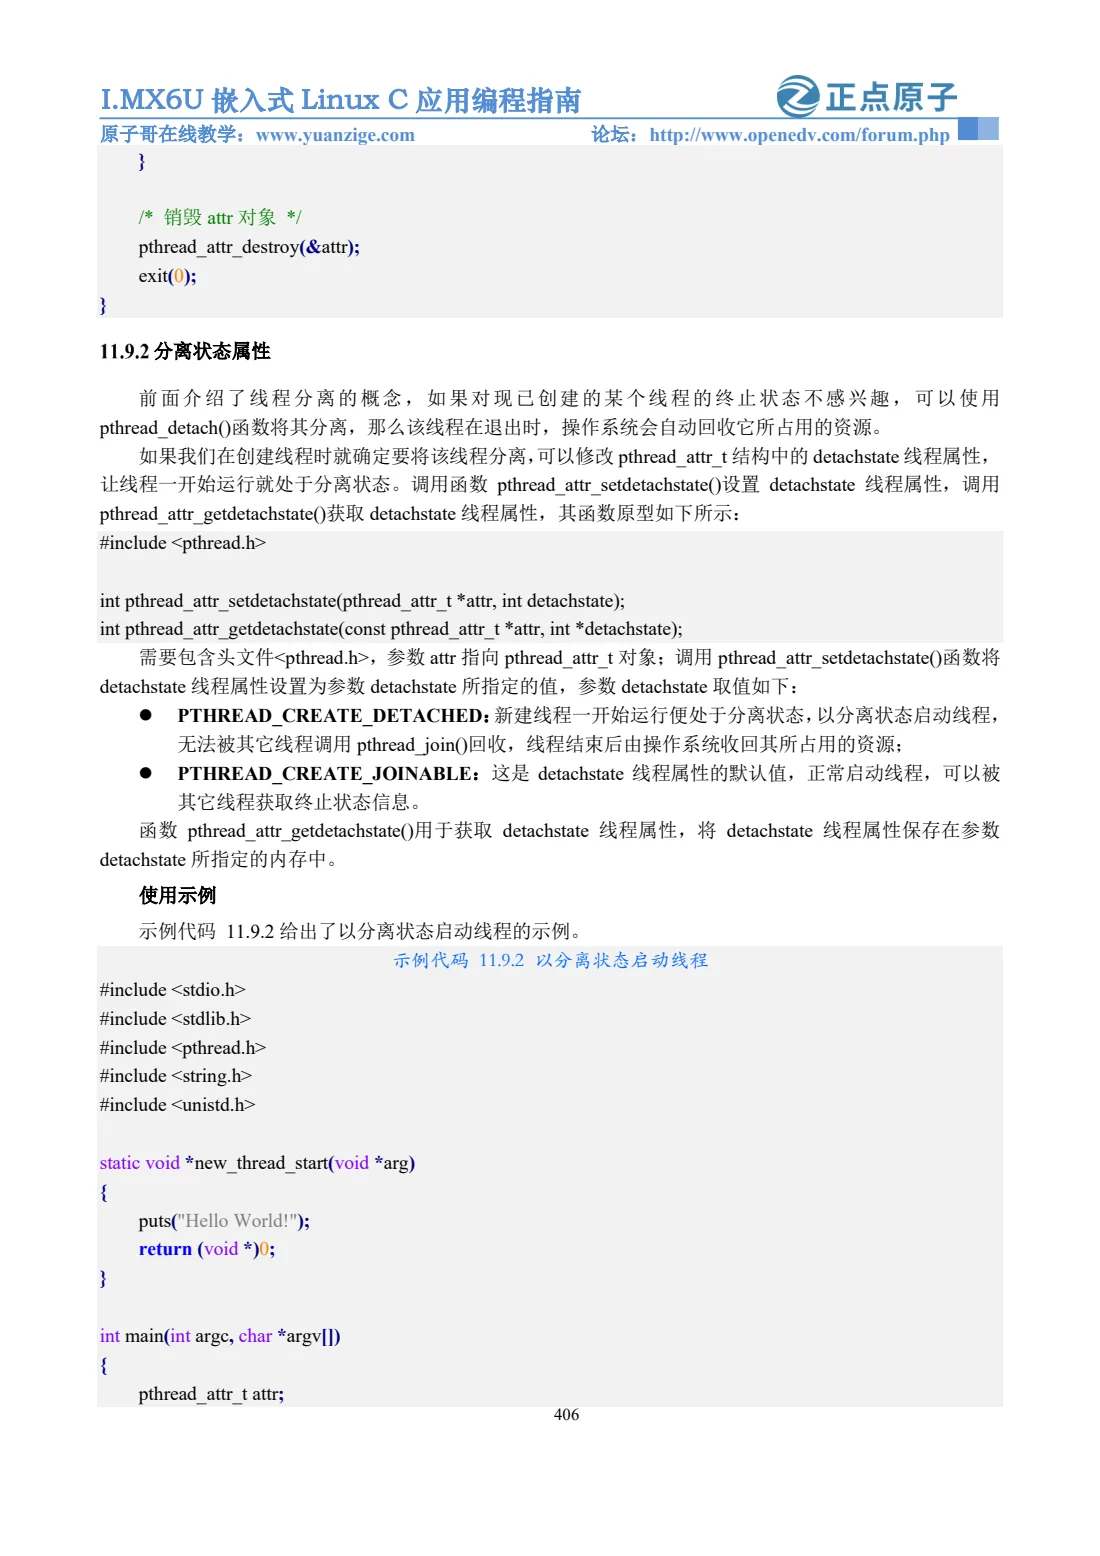 I.MX6U 嵌入式 Linux C 应用编程指南
正点原子
原子哥在线教学：www.yuanzige.com
论坛：http://www.openedv.com/forum.php
}
/* 销毁 attr 对象 */
pthread_attr_destroy(&attr);
exit(0);
}
11.9.2 分离状态属性
前面介绍了线程分离的概念，如果对现已创建的某个线程的终止状态不感兴趣，可以使用
pthread_detach()函数将其分离，那么该线程在退出时，操作系统会自动回收它所占用的资源。
如果我们在创建线程时就确定要将该线程分离，可以修改 pthread_attr_t 结构中的 detachstate 线程属性，
让线程一开始运行就处于分离状态。调用函数 pthread_attr_setdetachstate()设置 detachstate 线程属性，调用
pthread_attr_getdetachstate()获取 detachstate 线程属性，其函数原型如下所示：
#include <pthread.h>
int pthread_attr_setdetachstate(pthread_attr_t *attr, int detachstate);
int pthread_attr_getdetachstate(const pthread_attr_t *attr, int *detachstate);
需要包含头文件<pthread.h>，参数 attr 指向 pthread_attr_t 对象；调用 pthread_attr_setdetachstate()函数将
detachstate 线程属性设置为参数 detachstate 所指定的值，参数 detachstate 取值如下：
● PTHREAD_CREATE_DETACHED：新建线程一开始运行便处于分离状态，以分离状态启动线程，
无法被其它线程调用 pthread_join()回收，线程结束后由操作系统收回其所占用的资源；
● PTHREAD_CREATE_JOINABLE：这是 detachstate 线程属性的默认值，正常启动线程，可以被
其它线程获取终止状态信息。
函数 pthread_attr_getdetachstate()用于获取 detachstate 线程属性，将 detachstate 线程属性保存在参数
detachstate 所指定的内存中。
使用示例
示例代码 11.9.2 给出了以分离状态启动线程的示例。
示例代码 11.9.2 以分离状态启动线程
#include <stdio.h>
#include <stdlib.h>
#include <pthread.h>
#include <string.h>
#include <unistd.h>
static void *new_thread_start(void *arg)
{
puts("Hello World!");
return (void *)0;
}
int main(int argc, char *argv[])
{
pthread_attr_t attr;
406